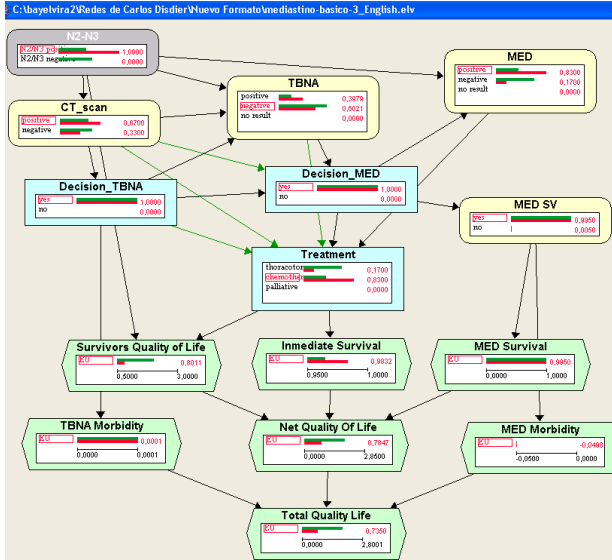 C:\bayelvira2\Redes de Carlos Disdier\Nuevo Formato\mediastino-basico-3_English.elv
N2-N3
N2/N3 positive 1,0000
N2/N3 negative 0,0000
MED
positive 0,8300
negative 0,1700
no result 0,0000
TBNA
positive 0,3979
negative 0,6021
no result 0,0000
CT_scan
positive 0,6700
negative 0,3300
Decision_TBNA
yes 1,0000
no 0,0000
Decision_MED
yes 1,0000
no 0,0000
MED SV
yes 0,9950
no 0,0050
Treatment
thoracoton 0,1700
chemother 0,8300
palliative 0,0000
Survivors Quality of Life
EU 0,8011
0,5000 3,0000
Inmediate Survival
EU 0,9832
0,9500 1,0000
MED Survival
EU 0,9950
0,0000 1,0000
TBNA Morbidity
EU 0,0001
0,0000 0,0001
Net Quality Of Life
EU 0,7847
0,0000 2,8500
MED Morbidity
EU -0,0498
-0,0500 0,0000
Total Quality Life
EU 0,7350
0,0000 2,8001